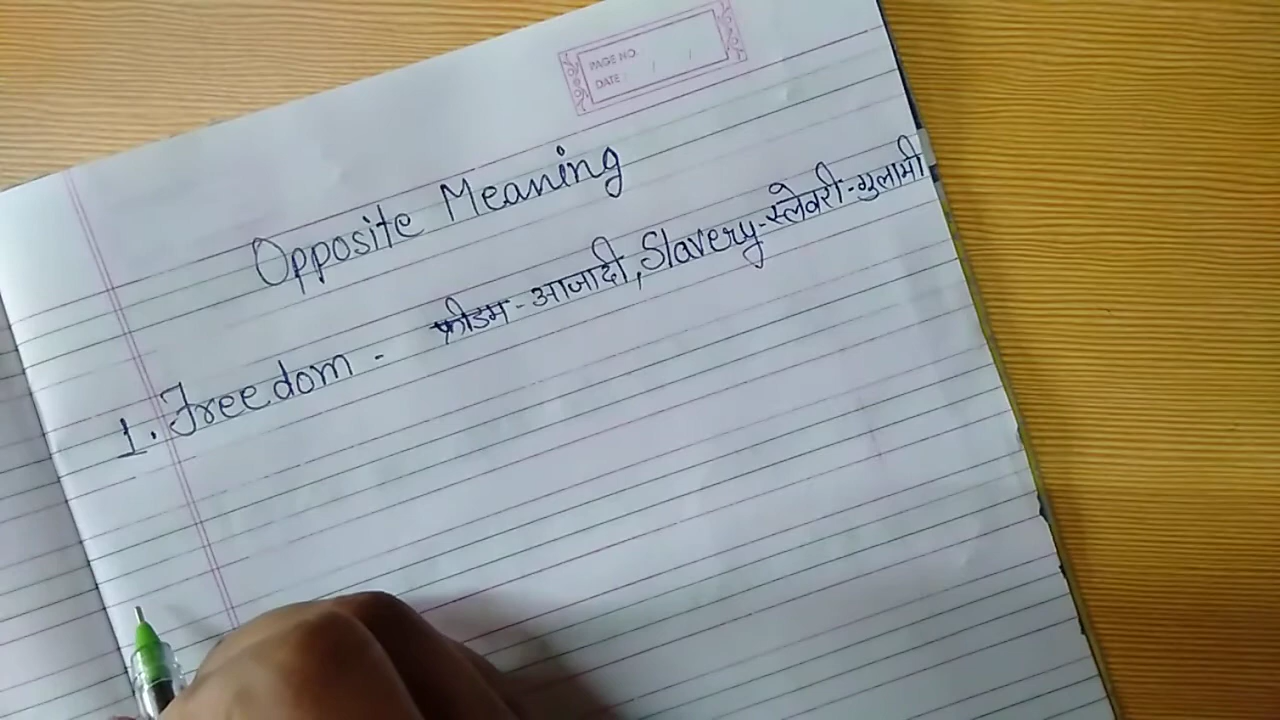 PAGE NO.
DATE : / /
Opposite Meaning
1. Freedom - फ्रीडम - आजादी, Slavery - स्लेवरी - गुलामी